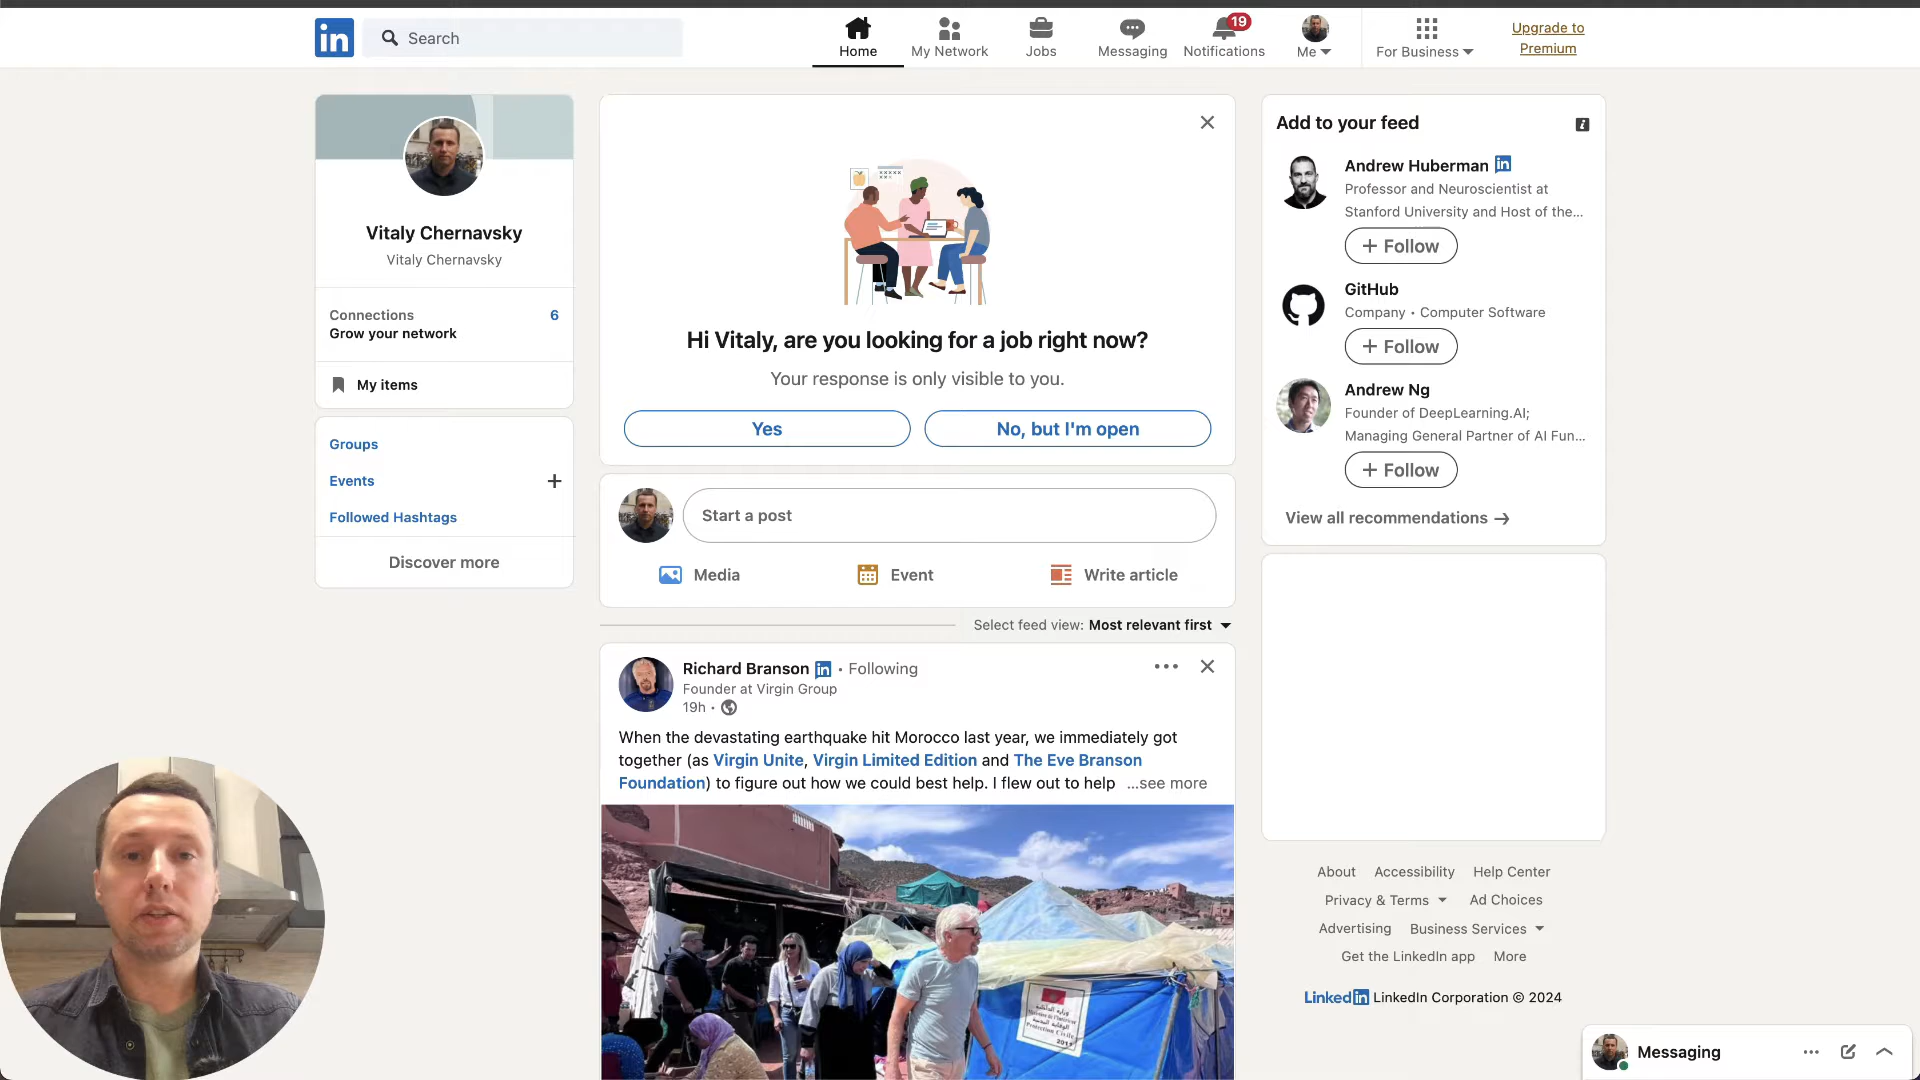 in
Search
Home
My Network
Jobs
Messaging
19
Notifications
Me
For Business
Upgrade to
Premium
Vitaly Chernavsky
Vitaly Chernavsky
Connections 6
Grow your network
My items
Groups
Events +
Followed Hashtags
Discover more
Hi Vitaly, are you looking for a job right now?
Your response is only visible to you.
Yes
No, but I'm open
Start a post
Media
Event
Write article
Select feed view: Most relevant first
Richard Branson in • Following
Founder at Virgin Group
19h •
When the devastating earthquake hit Morocco last year, we immediately got
together (as Virgin Unite, Virgin Limited Edition and The Eve Branson
Foundation) to figure out how we could best help. I flew out to help ...see more
Add to your feed
Andrew Huberman in
Professor and Neuroscientist at
Stanford University and Host of the...
+ Follow
GitHub
Company • Computer Software
+ Follow
Andrew Ng
Founder of DeepLearning.AI;
Managing General Partner of AI Fun...
+ Follow
View all recommendations →
About Accessibility Help Center
Privacy & Terms Ad Choices
Advertising Business Services
Get the LinkedIn app More
LinkedIn LinkedIn Corporation © 2024
Messaging